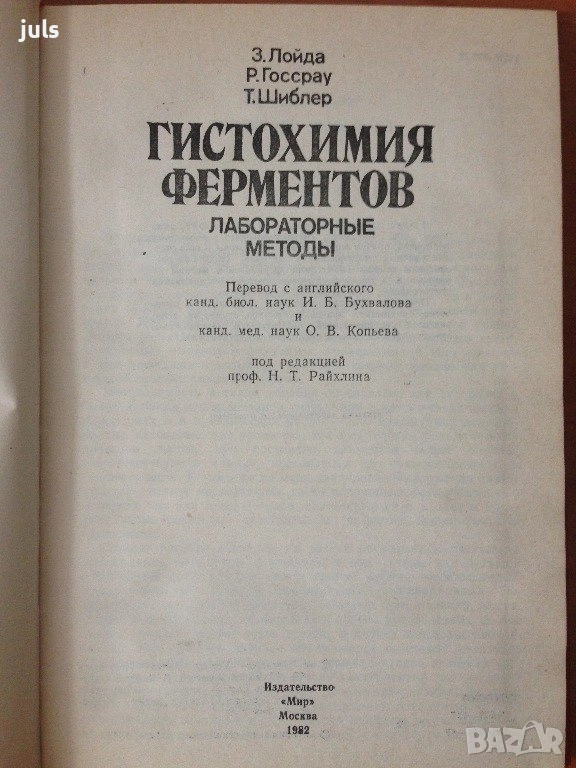 juls
З. Лойда
Р. Госсрау
Т. Шиблер
ГИСТОХИМИЯ
ФЕРМЕНТОВ
ЛАБОРАТОРНЫЕ
МЕТОДЫ
Перевод с английского
канд. биол. наук И. Б. Бухвалова
и
канд. мед. наук О. В. Копьева
под редакцией
проф. Н. Т. Райхлина
Издательство
«Мир»
Москва
1982
BAZAR